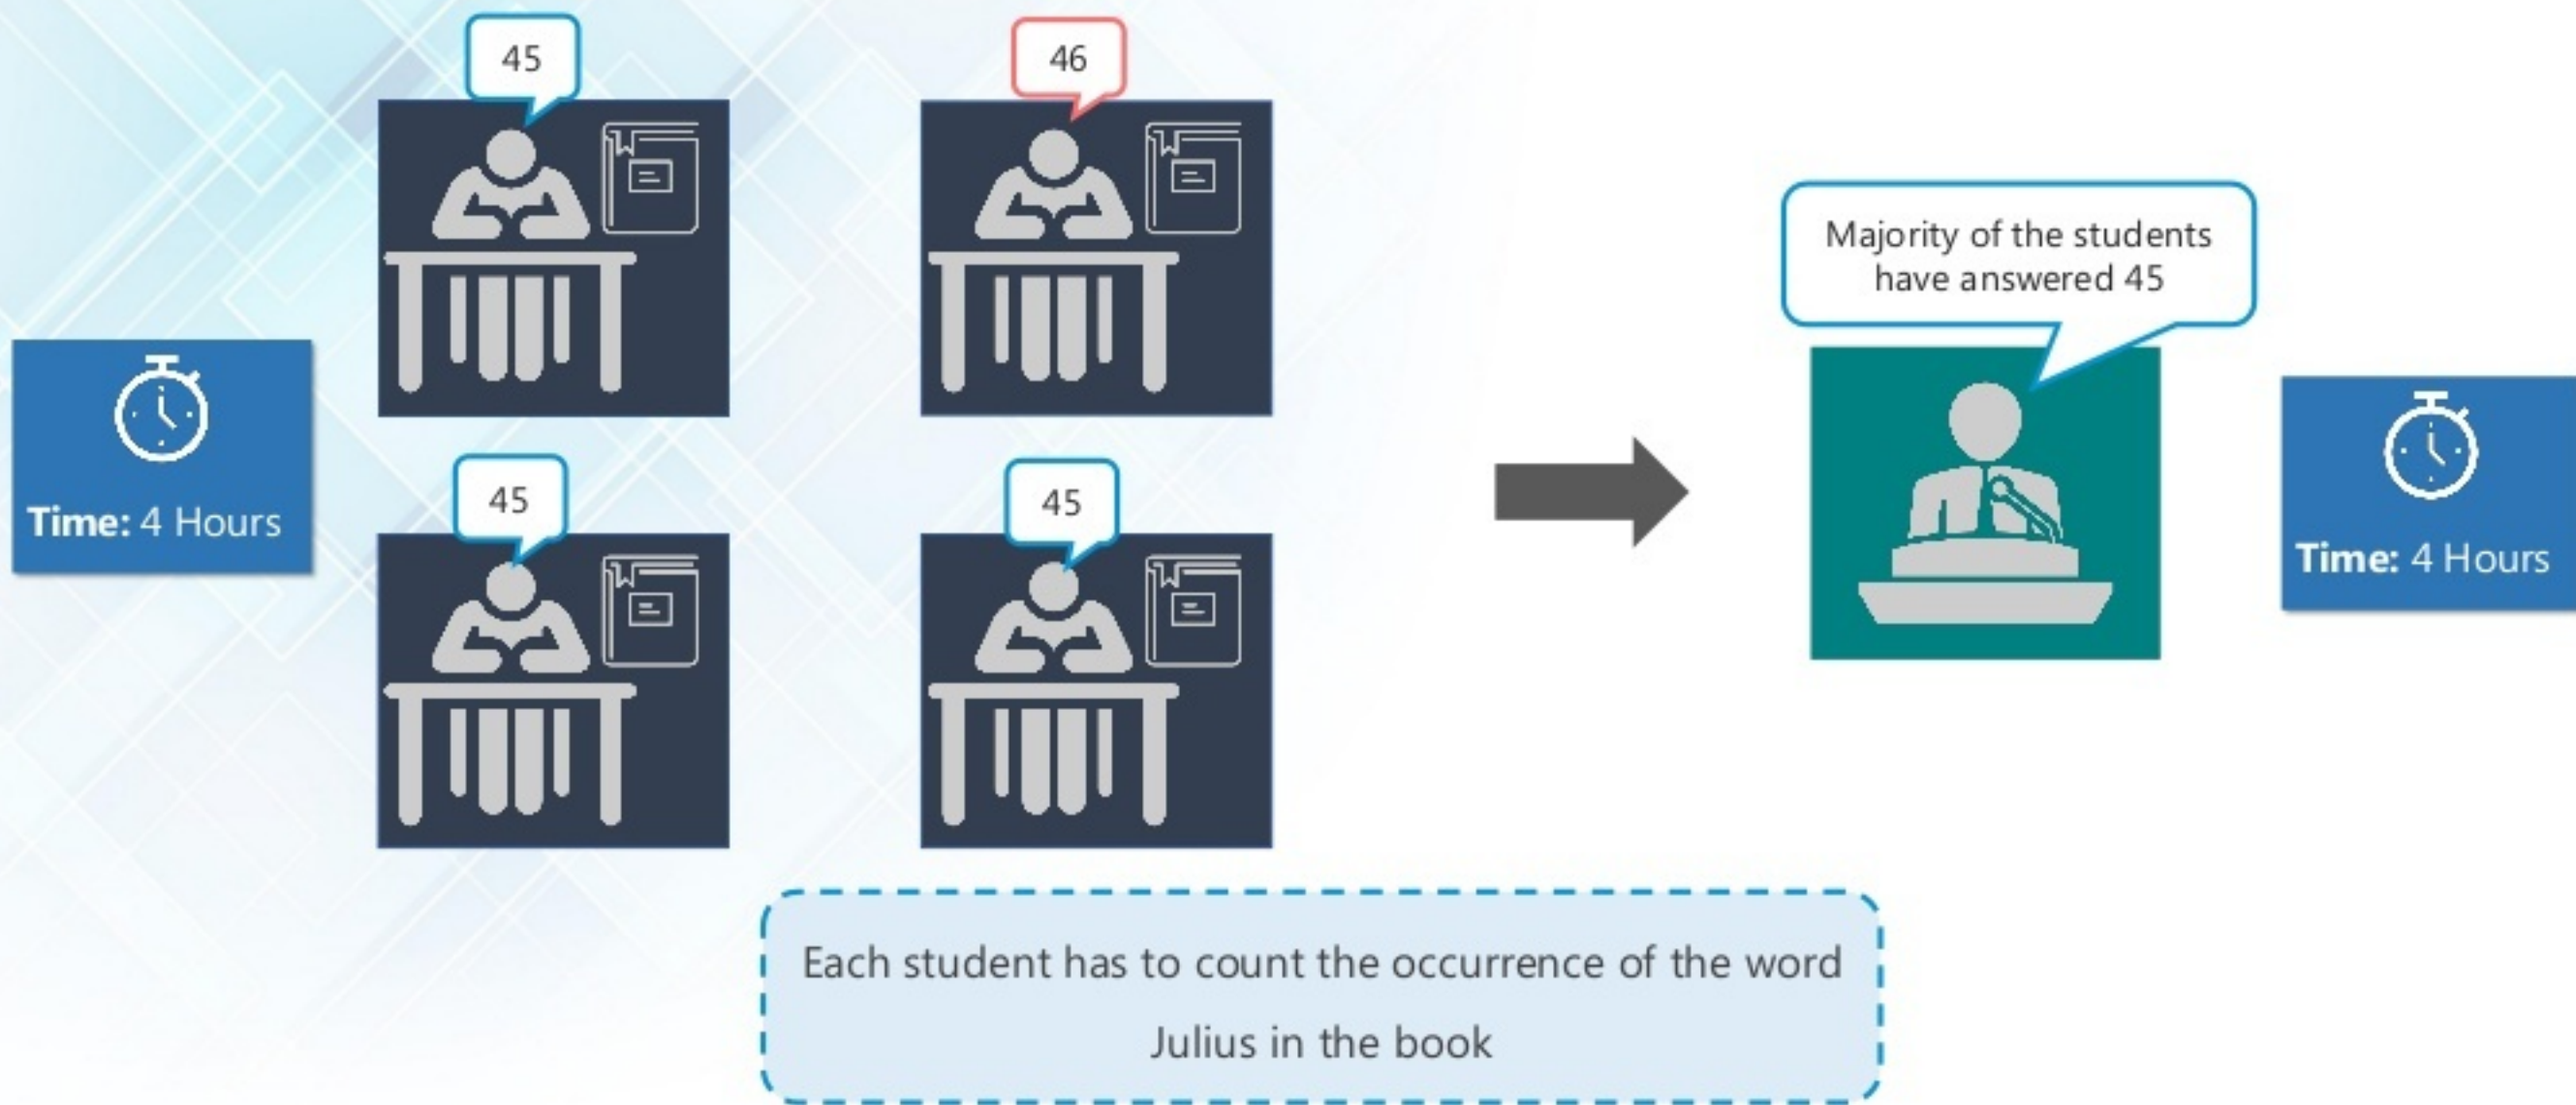 45
46
Time: 4 Hours
45
45
Majority of the students
have answered 45
Time: 4 Hours
Each student has to count the occurrence of the word
Julius in the book